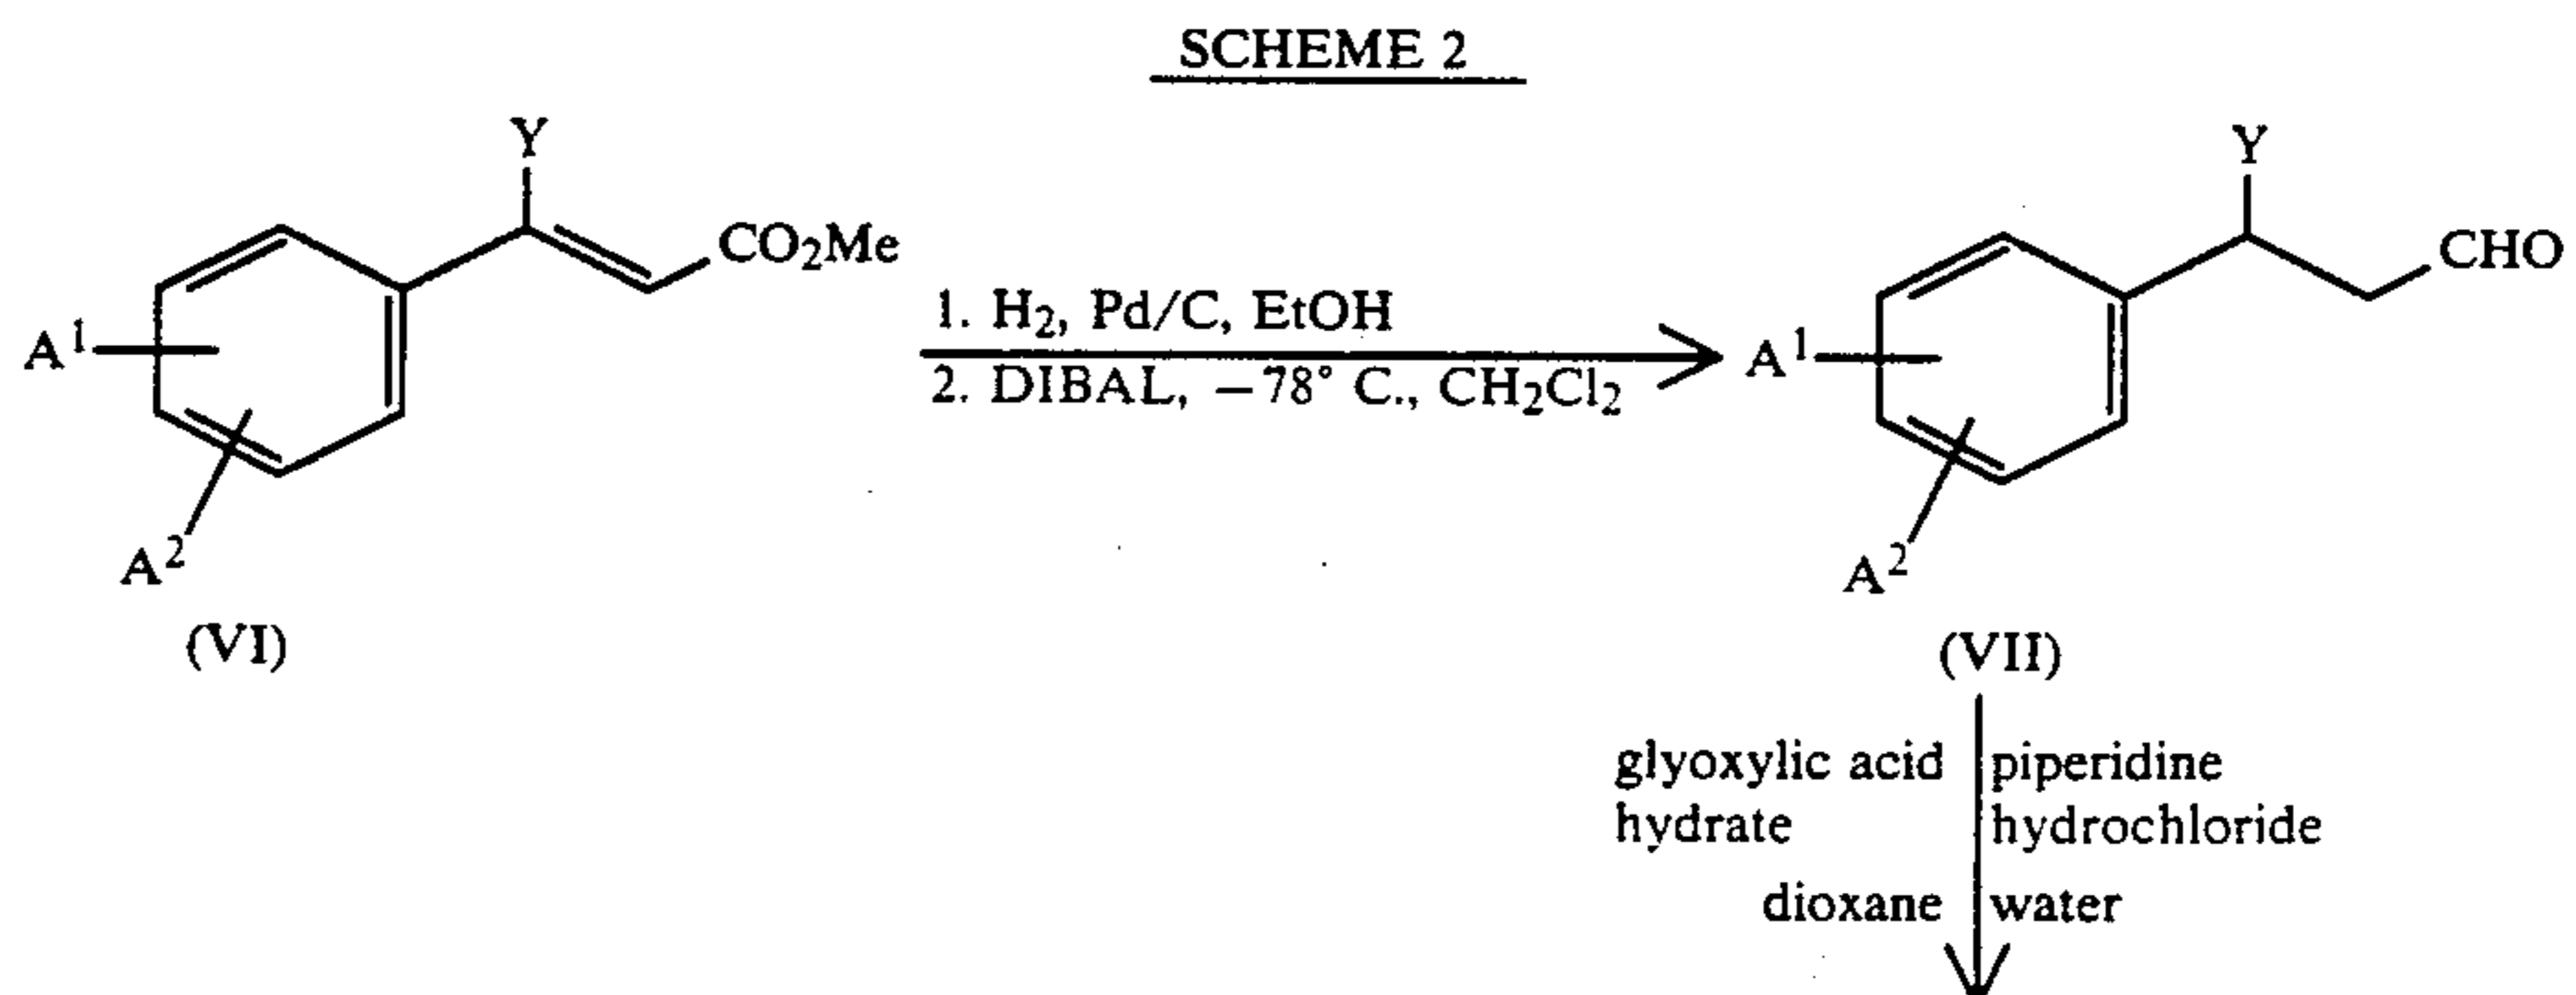 SCHEME 2
Y
CO₂Me
A¹
A²
(VI)
1. H₂, Pd/C, EtOH
2. DIBAL, −78° C., CH₂Cl₂
Y
CHO
A¹
A²
(VII)
glyoxylic acid
hydrate
dioxane
piperidine
hydrochloride
water